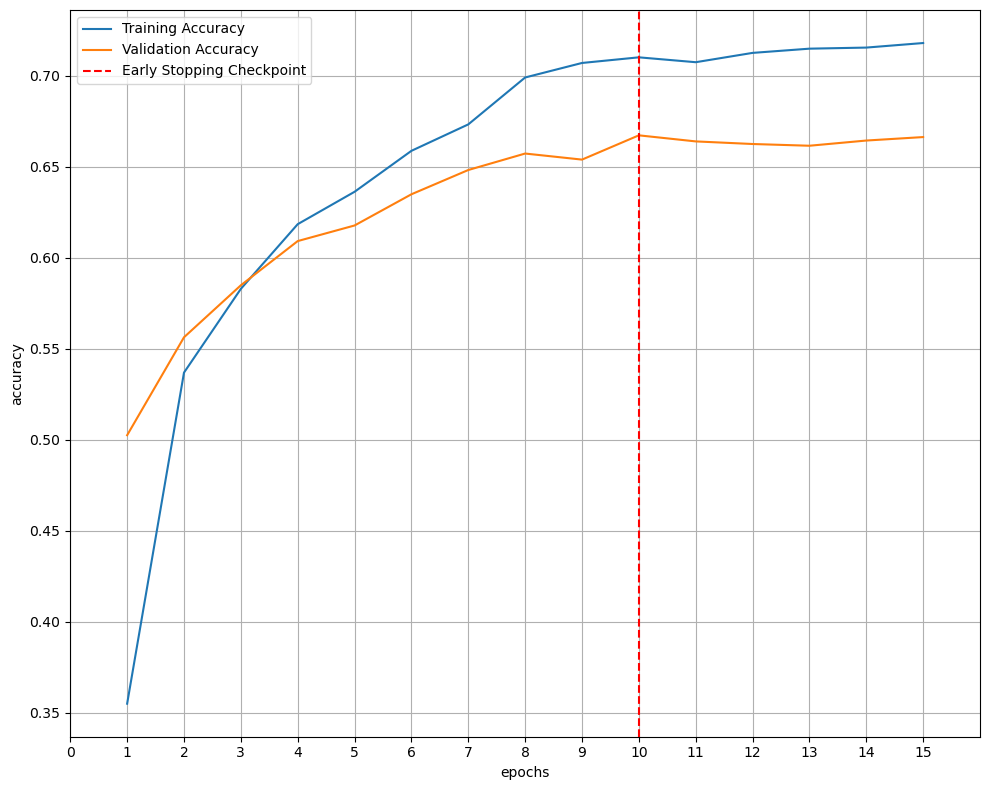 Training Accuracy
Validation Accuracy
Early Stopping Checkpoint
0.70
0.65
0.60
0.55
0.50
0.45
0.40
0.35
accuracy
0 1 2 3 4 5 6 7 8 9 10 11 12 13 14 15
epochs